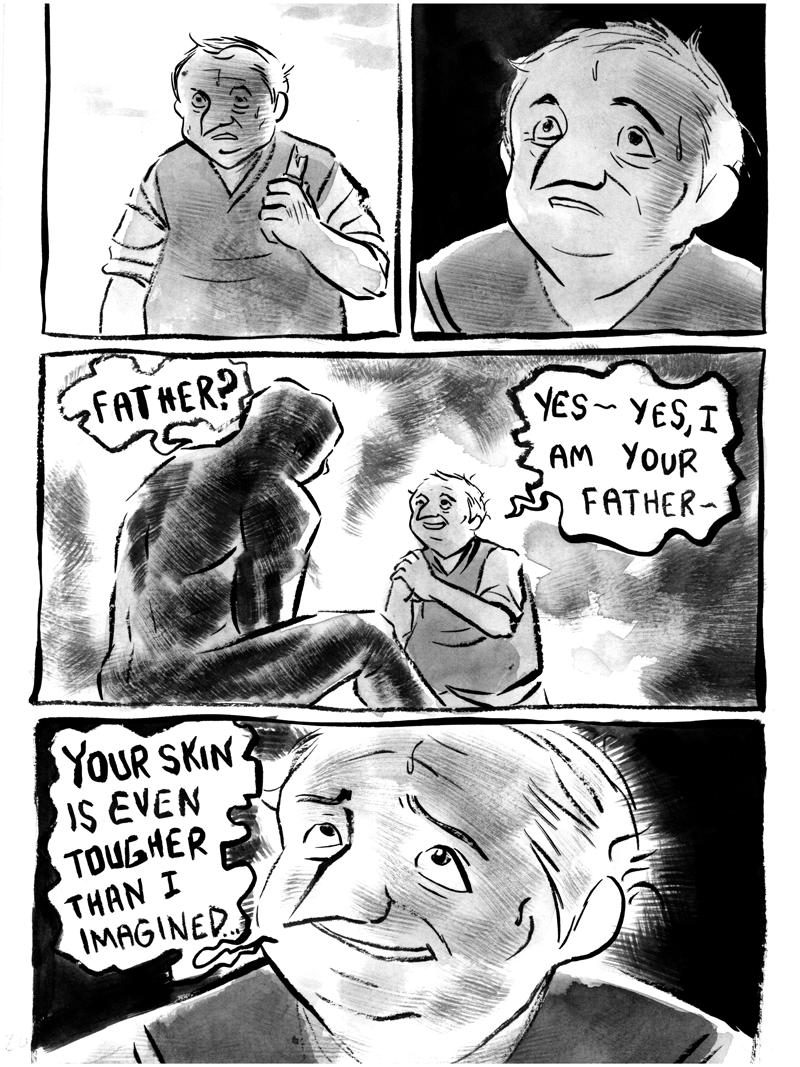 FATHER?
YES~ YES, I
AM YOUR
FATHER~
YOUR SKIN
IS EVEN
TOUGHER
THAN I
IMAGINED...